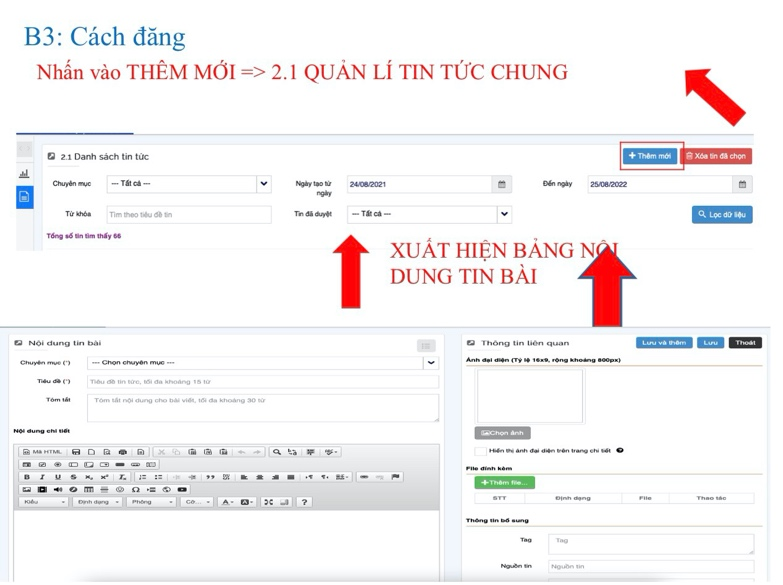 B3: Cách đăng
Nhấn vào THÊM MỚI => 2.1 QUẢN LÍ TIN TỨC CHUNG
2.1 Danh sách tin tức
Thêm mới
Xóa tin đã chọn
Chuyên mục
--- Tất cả ---
Ngày tạo từ ngày
24/08/2021
Đến ngày
25/08/2022
Từ khóa
Tìm theo tiêu đề tin
Tin đã duyệt
--- Tất cả ---
Lọc dữ liệu
Tổng số tin tìm thấy 66
XUẤT HIỆN BẢNG NỘI
DUNG TIN BÀI
Nội dung tin bài
Chuyên mục (*)
--- Chọn chuyên mục ---
Tiêu đề (*)
Tiêu đề tin tức, tối đa khoảng 15 từ
Tóm tắt
Tóm tắt nội dung cho bài viết, tối đa khoảng 30 từ
Nội dung chi tiết
Mã HTML
Kiểu
Định dạng
Phông
Cỡ...
Thông tin liên quan
Lưu và thêm
Lưu
Thoát
Ảnh đại diện (Tỷ lệ 16x9, rộng khoảng 800px)
Chọn ảnh
Hiển thị ảnh đại diện trên trang chi tiết
File đính kèm
Thêm file...
STT Định dạng File Thao tác
Thông tin bổ sung
Tag
Tag
Nguồn tin
Nguồn tin